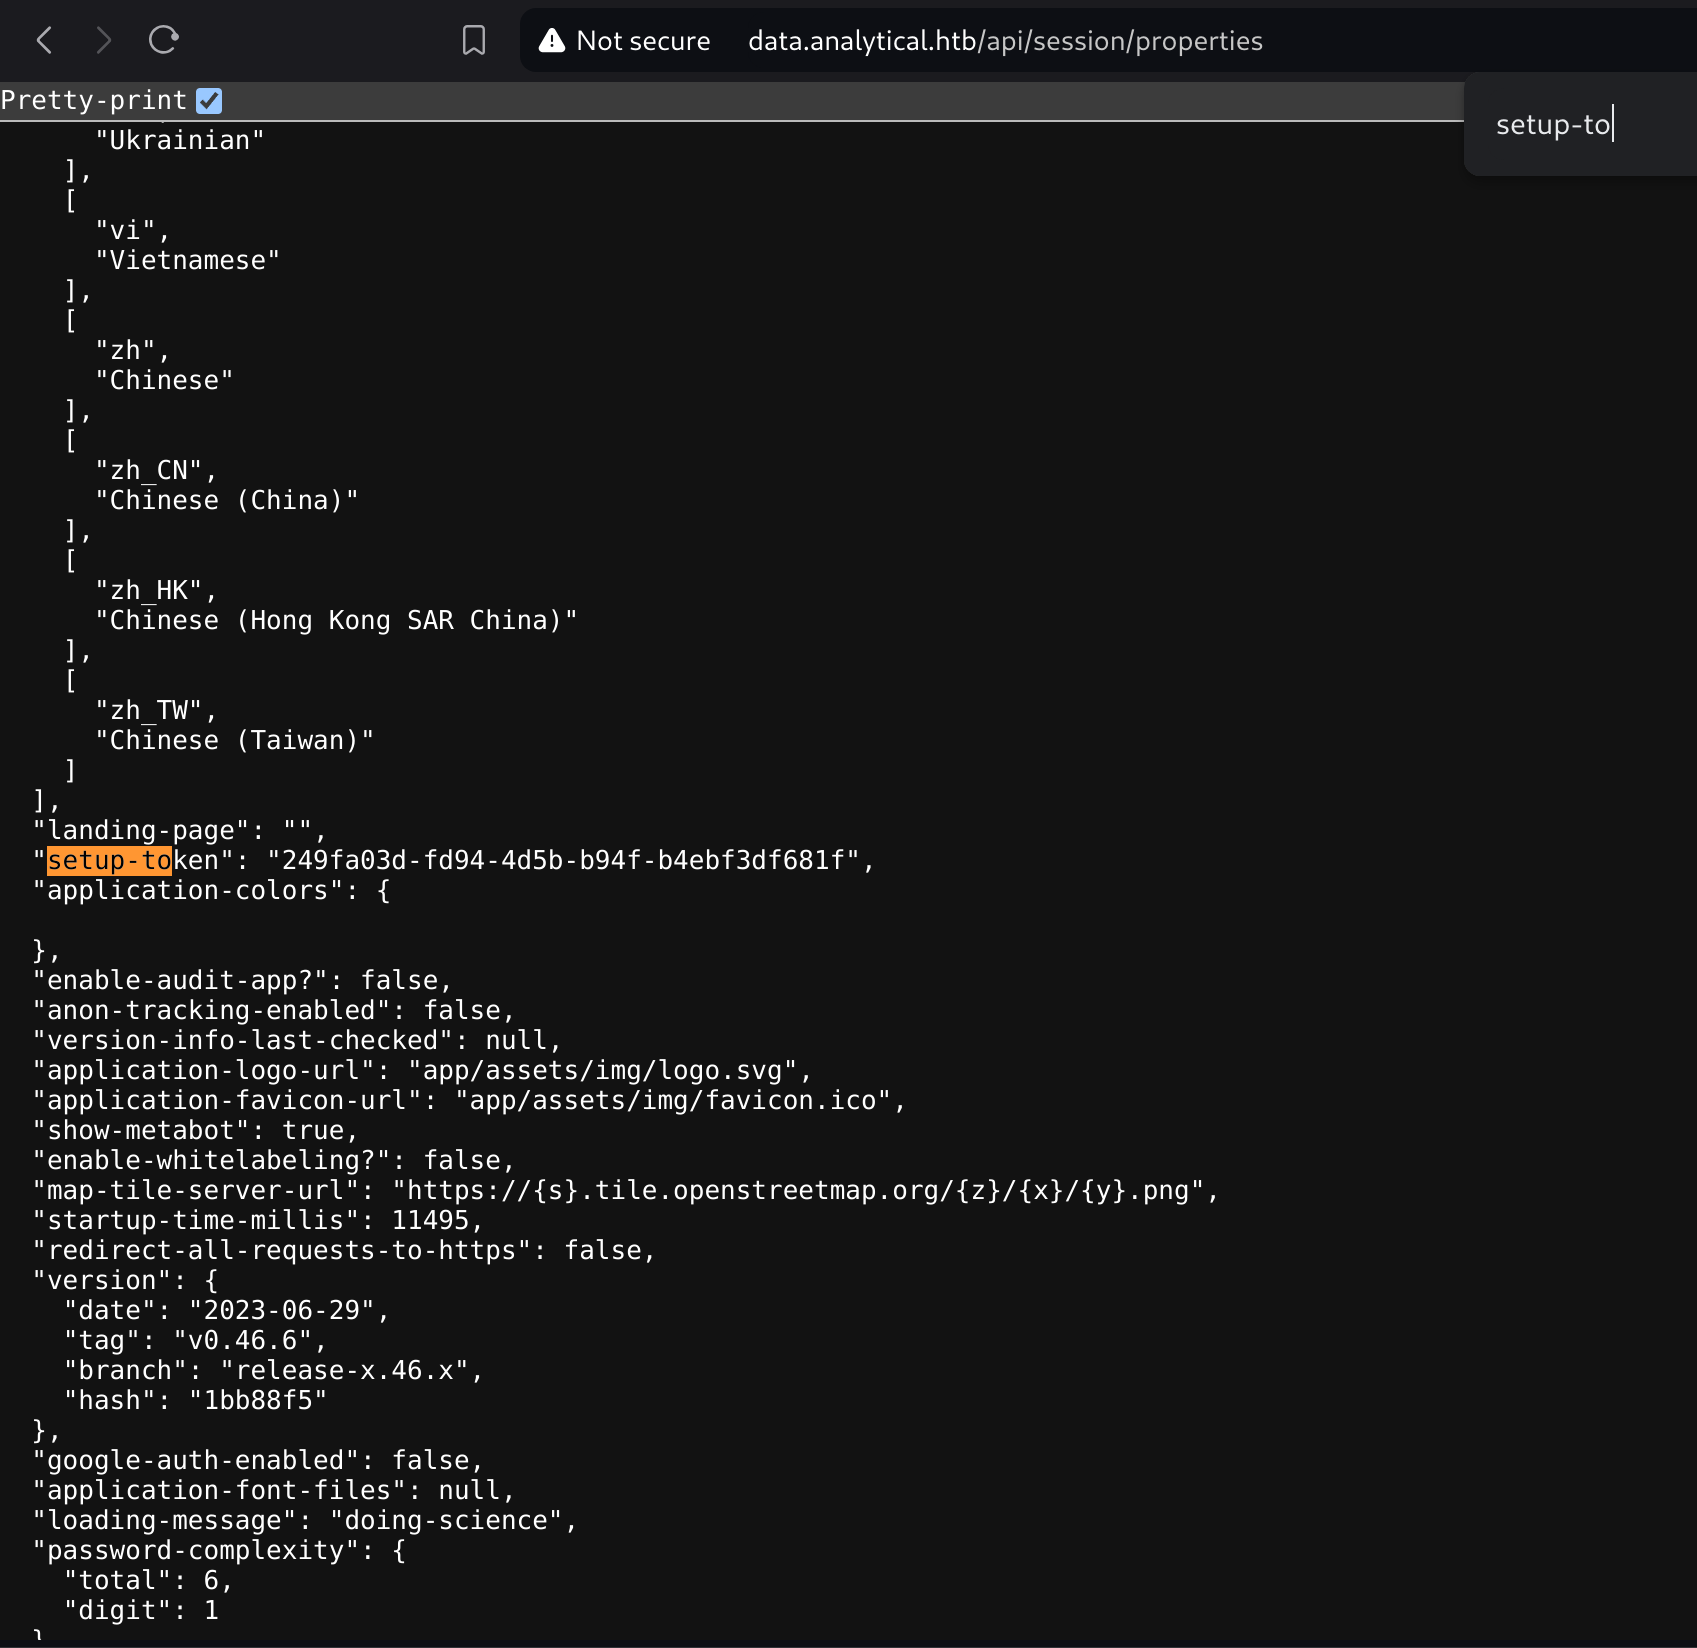 Not secure data.analytical.htb/api/session/properties
Pretty-print
setup-to
"Ukrainian"
],
[
"vi",
"Vietnamese"
],
[
"zh",
"Chinese"
],
[
"zh_CN",
"Chinese (China)"
],
[
"zh_HK",
"Chinese (Hong Kong SAR China)"
],
[
"zh_TW",
"Chinese (Taiwan)"
]
],
"landing-page": "",
"setup-token": "249fa03d-fd94-4d5b-b94f-b4ebf3df681f",
"application-colors": {
},
"enable-audit-app?": false,
"anon-tracking-enabled": false,
"version-info-last-checked": null,
"application-logo-url": "app/assets/img/logo.svg",
"application-favicon-url": "app/assets/img/favicon.ico",
"show-metabot": true,
"enable-whitelabeling?": false,
"map-tile-server-url": "https://{s}.tile.openstreetmap.org/{z}/{x}/{y}.png",
"startup-time-millis": 11495,
"redirect-all-requests-to-https": false,
"version": {
"date": "2023-06-29",
"tag": "v0.46.6",
"branch": "release-x.46.x",
"hash": "1bb88f5"
},
"google-auth-enabled": false,
"application-font-files": null,
"loading-message": "doing-science",
"password-complexity": {
"total": 6,
"digit": 1
}